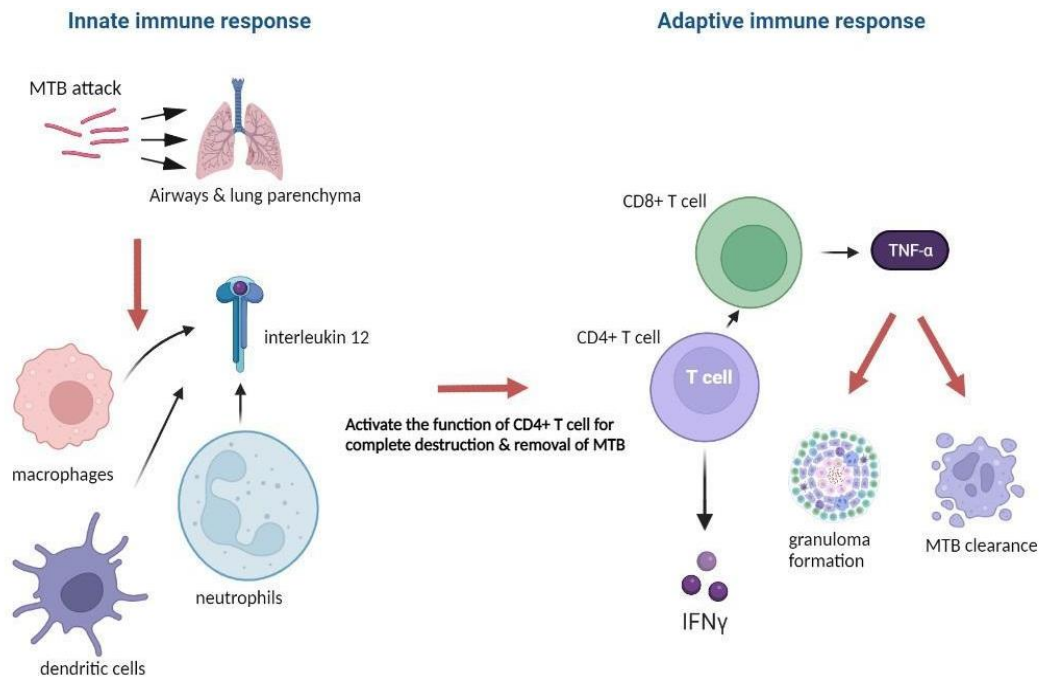 Innate immune response
Adaptive immune response
MTB attack
Airways & lung parenchyma
interleukin 12
macrophages
neutrophils
dendritic cells
Activate the function of CD4+ T cell for
complete destruction & removal of MTB
CD8+ T cell
TNF-α
CD4+ T cell
T cell
IFNγ
granuloma
formation
MTB clearance